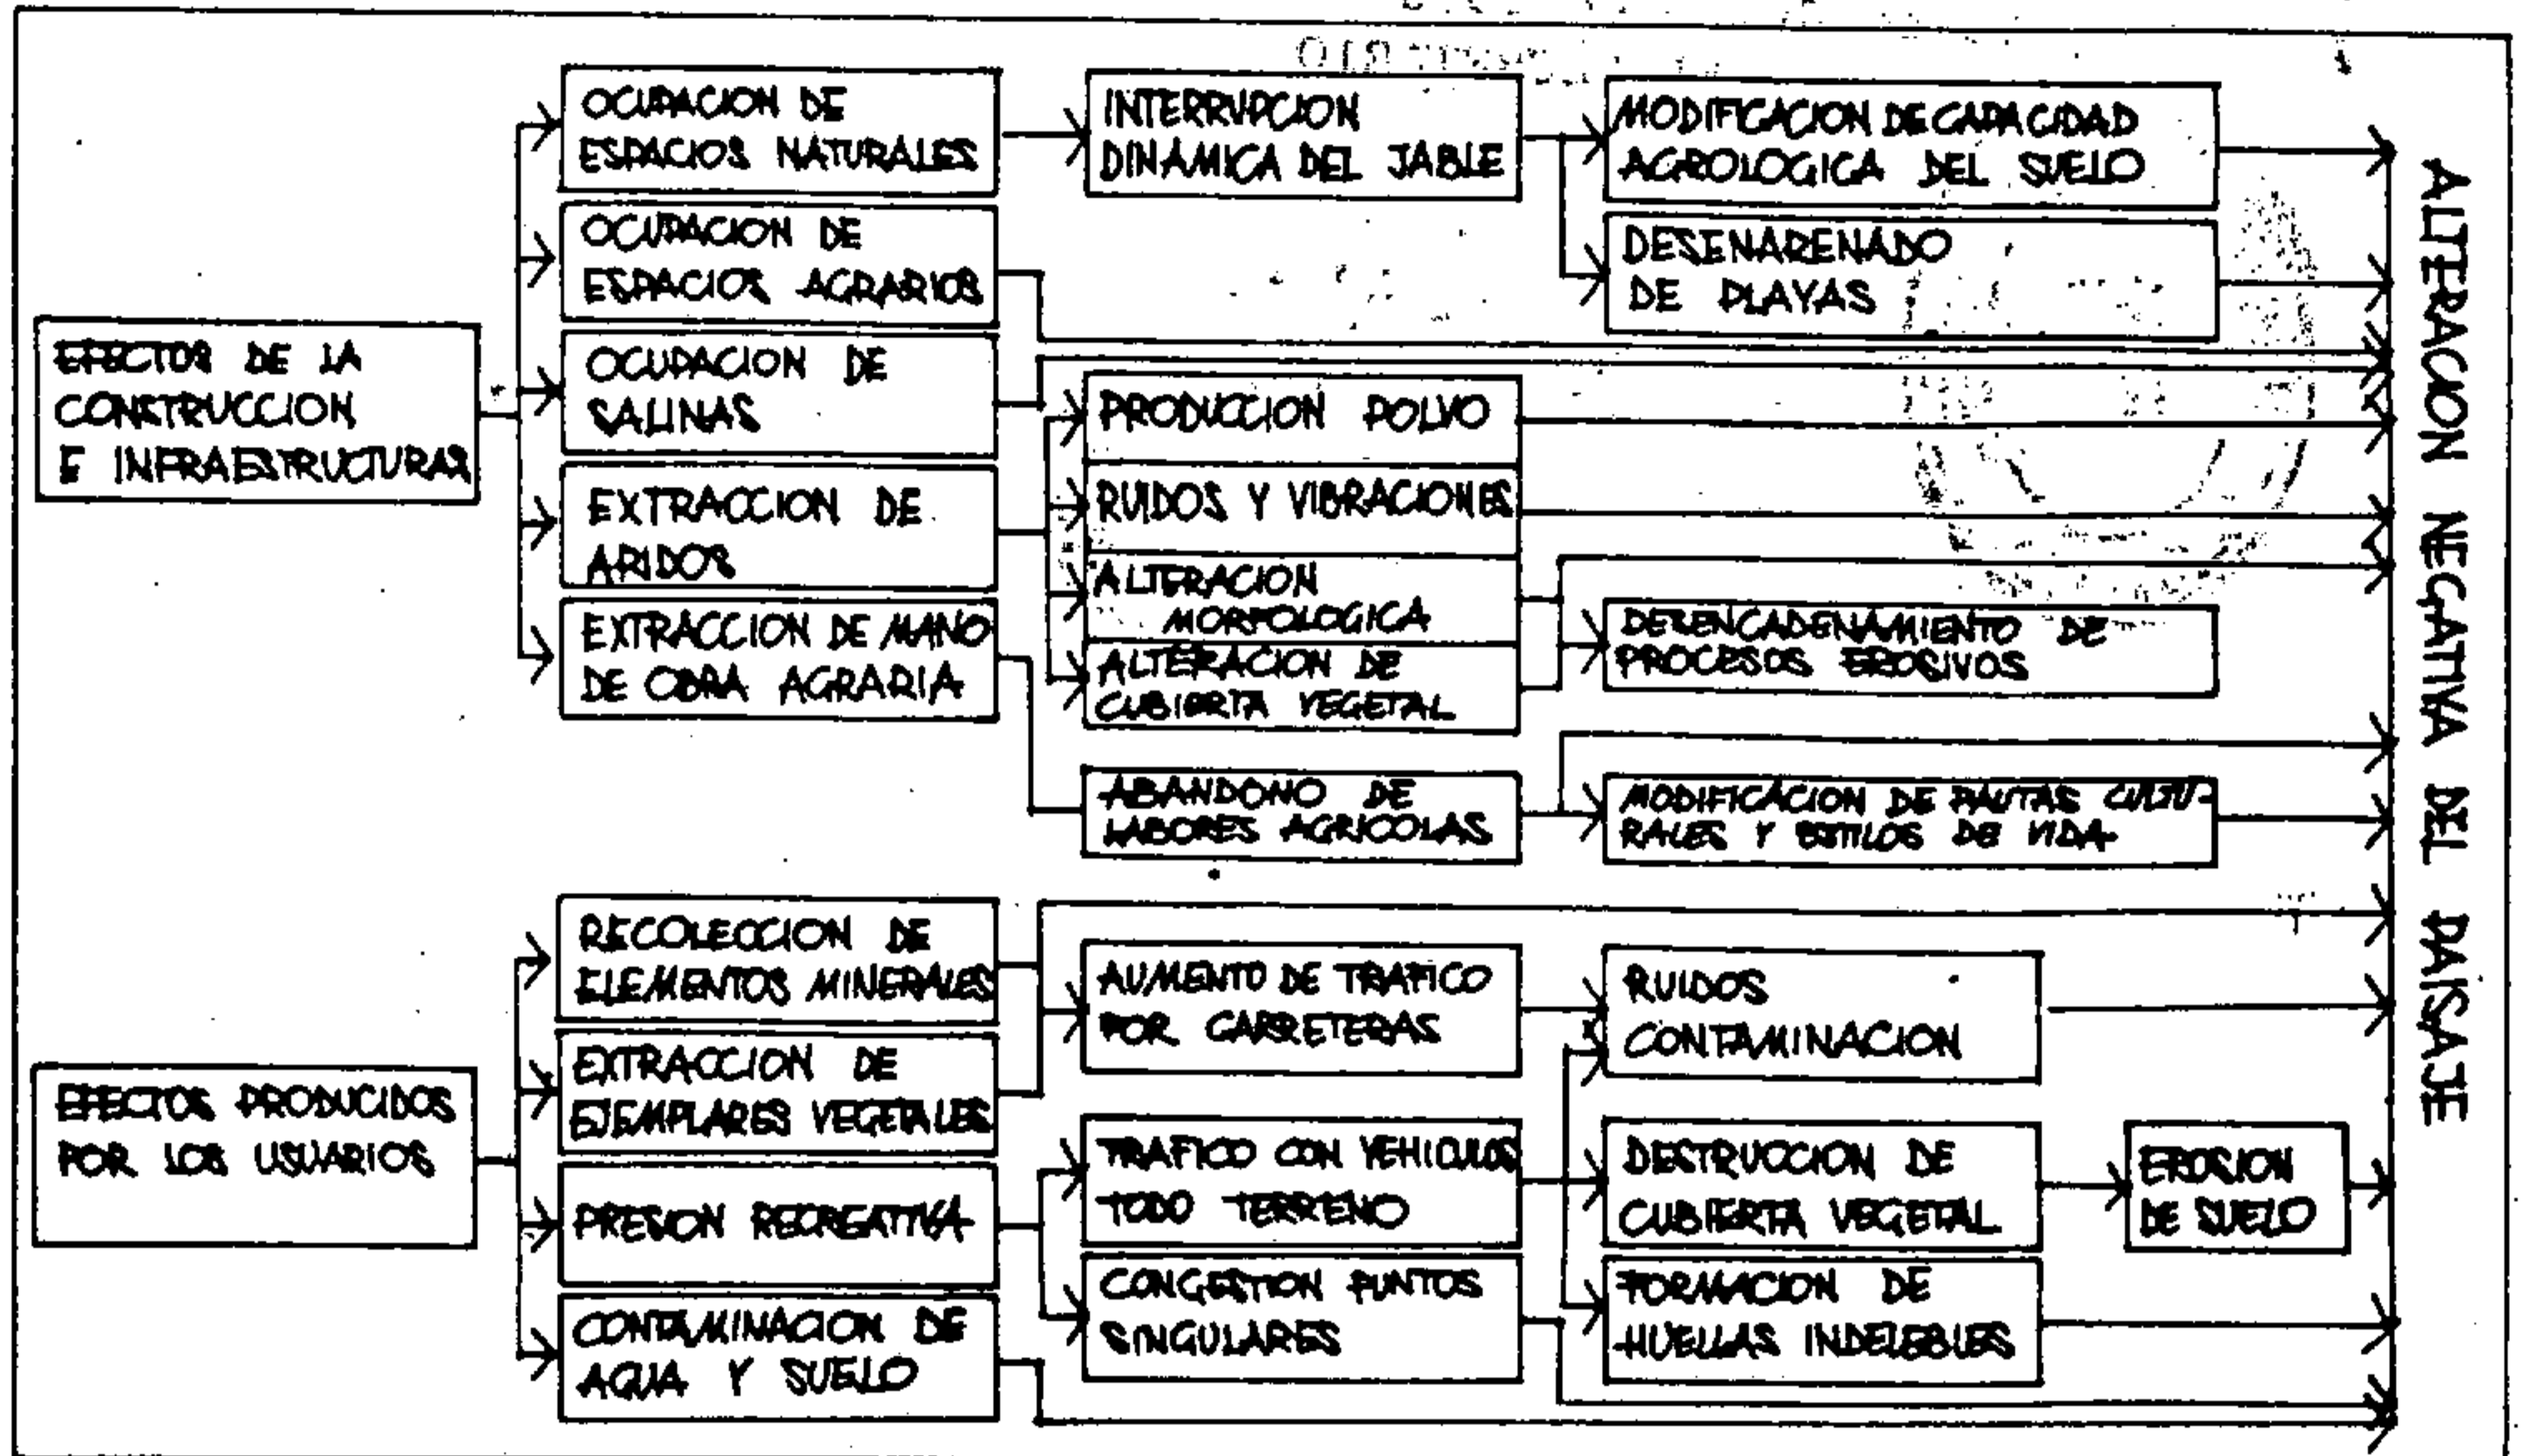 OCUPACION DE
ESPACIOS NATURALES
INTERRUPCION
DINAMICA DEL JABLE
MODIFICACION DE CAPACIDAD
AGROLOGICA DEL SUELO
OCUPACION DE
ESPACIOS AGRARIOS
DESENARENADO
DE PLAYAS
EFECTOS DE LA
CONSTRUCCION
E INFRAESTRUCTURAS
OCUPACION DE
SALINAS
PRODUCCION POLVO
EXTRACCION DE
ARIDOS
RUIDOS Y VIBRACIONES
ALTERACION
MORFOLOGICA
EXTRACCION DE MANO
DE OBRA AGRARIA
ALTERACION DE
CUBIERTA VEGETAL
DESENCADENAMIENTO DE
PROCESOS EROSIVOS
ABANDONO DE
LABORES AGRICOLAS
MODIFICACION DE PAUTAS CULTU-
RALES Y ESTILOS DE VIDA
EFECTOS PRODUCIDOS
POR LOS USUARIOS
RECOLECCION DE
ELEMENTOS MINERALES
AUMENTO DE TRAFICO
POR CARRETERAS
RUIDOS
CONTAMINACION
EXTRACCION DE
EJEMPLARES VEGETALES
PRESION RECREATIVA
TRAFICO CON VEHICULOS
TODO TERRENO
DESTRUCCION DE
CUBIERTA VEGETAL
EROSION
DE SUELO
CONTAMINACION DE
AGUA Y SUELO
CONGESTION PUNTOS
SINGULARES
FORMACION DE
HUELLAS INDELEBLES
ALTERACION NEGATIVA DEL PAISAJE